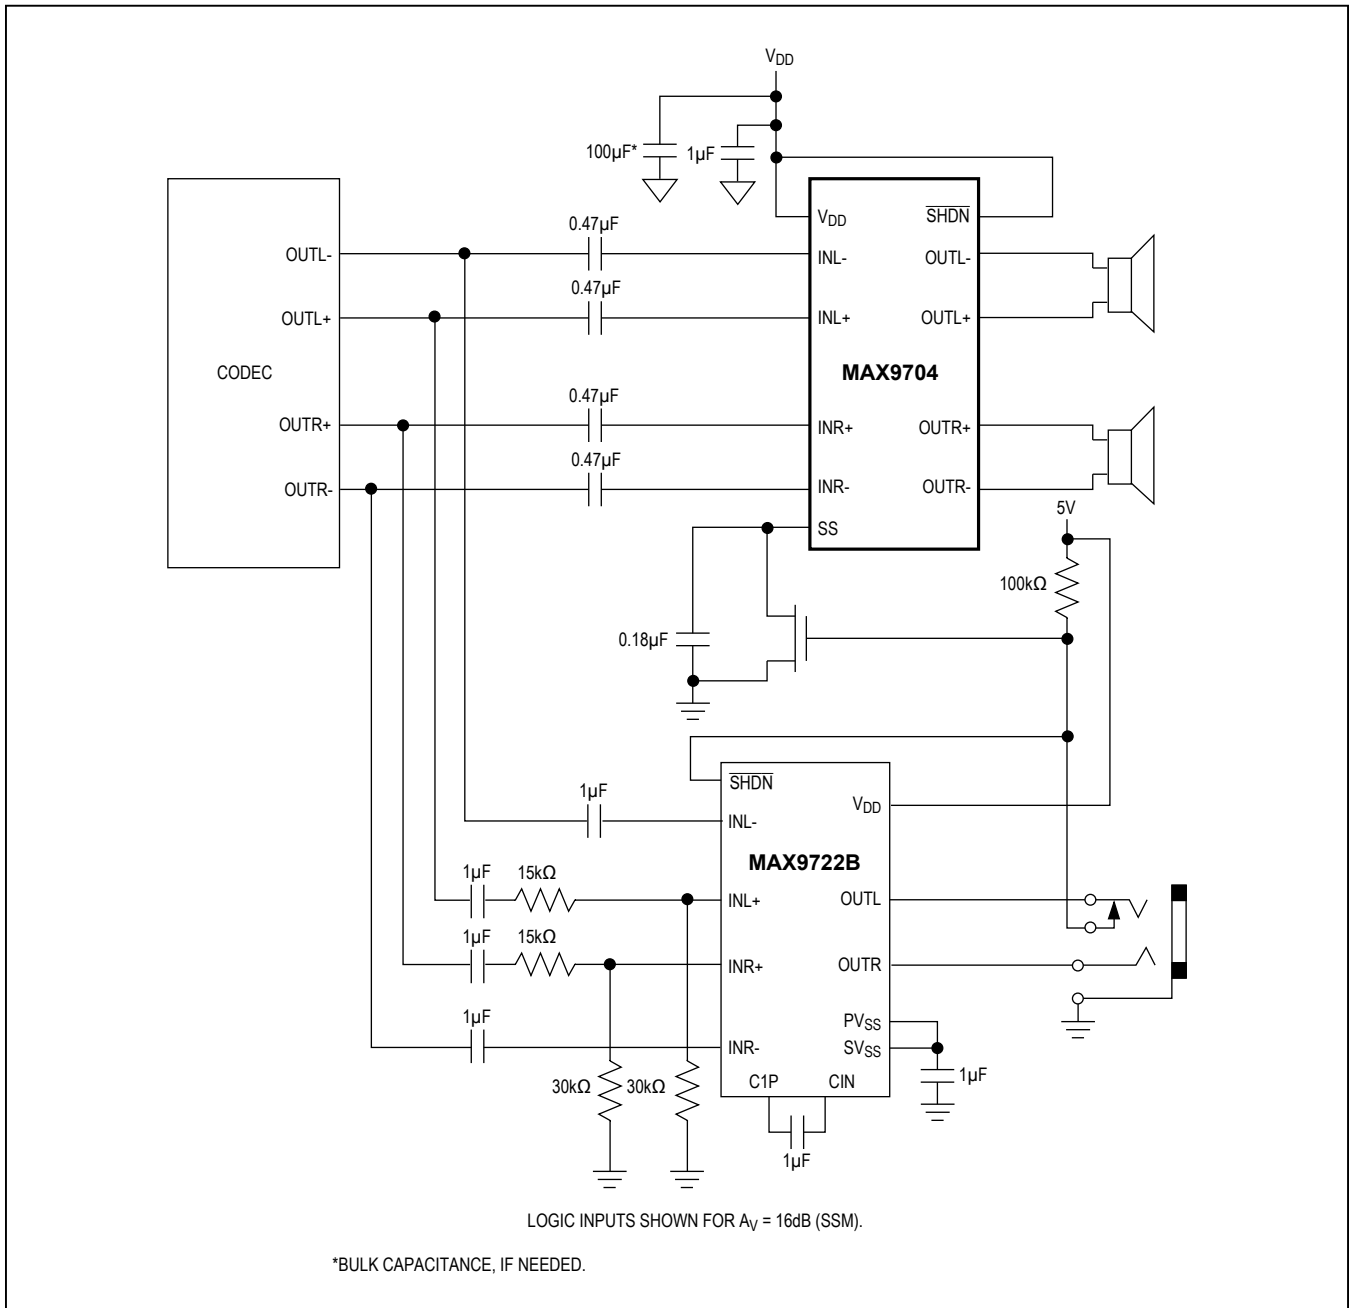 VDD
100µF*
1µF
VDD
SHDN
0.47µF
OUTL-
INL-
OUTL-
0.47µF
OUTL+
INL+
OUTL+
CODEC
MAX9704
0.47µF
OUTR+
INR+
OUTR+
0.47µF
OUTR-
INR-
OUTR-
5V
SS
100kΩ
0.18µF
SHDN
1µF
VDD
INL-
MAX9722B
1µF
15kΩ
INL+
OUTL
1µF
15kΩ
INR+
OUTR
1µF
PVSS
INR-
SVSS
30kΩ
30kΩ
C1P
CIN
1µF
1µF
LOGIC INPUTS SHOWN FOR AV = 16dB (SSM).
*BULK CAPACITANCE, IF NEEDED.